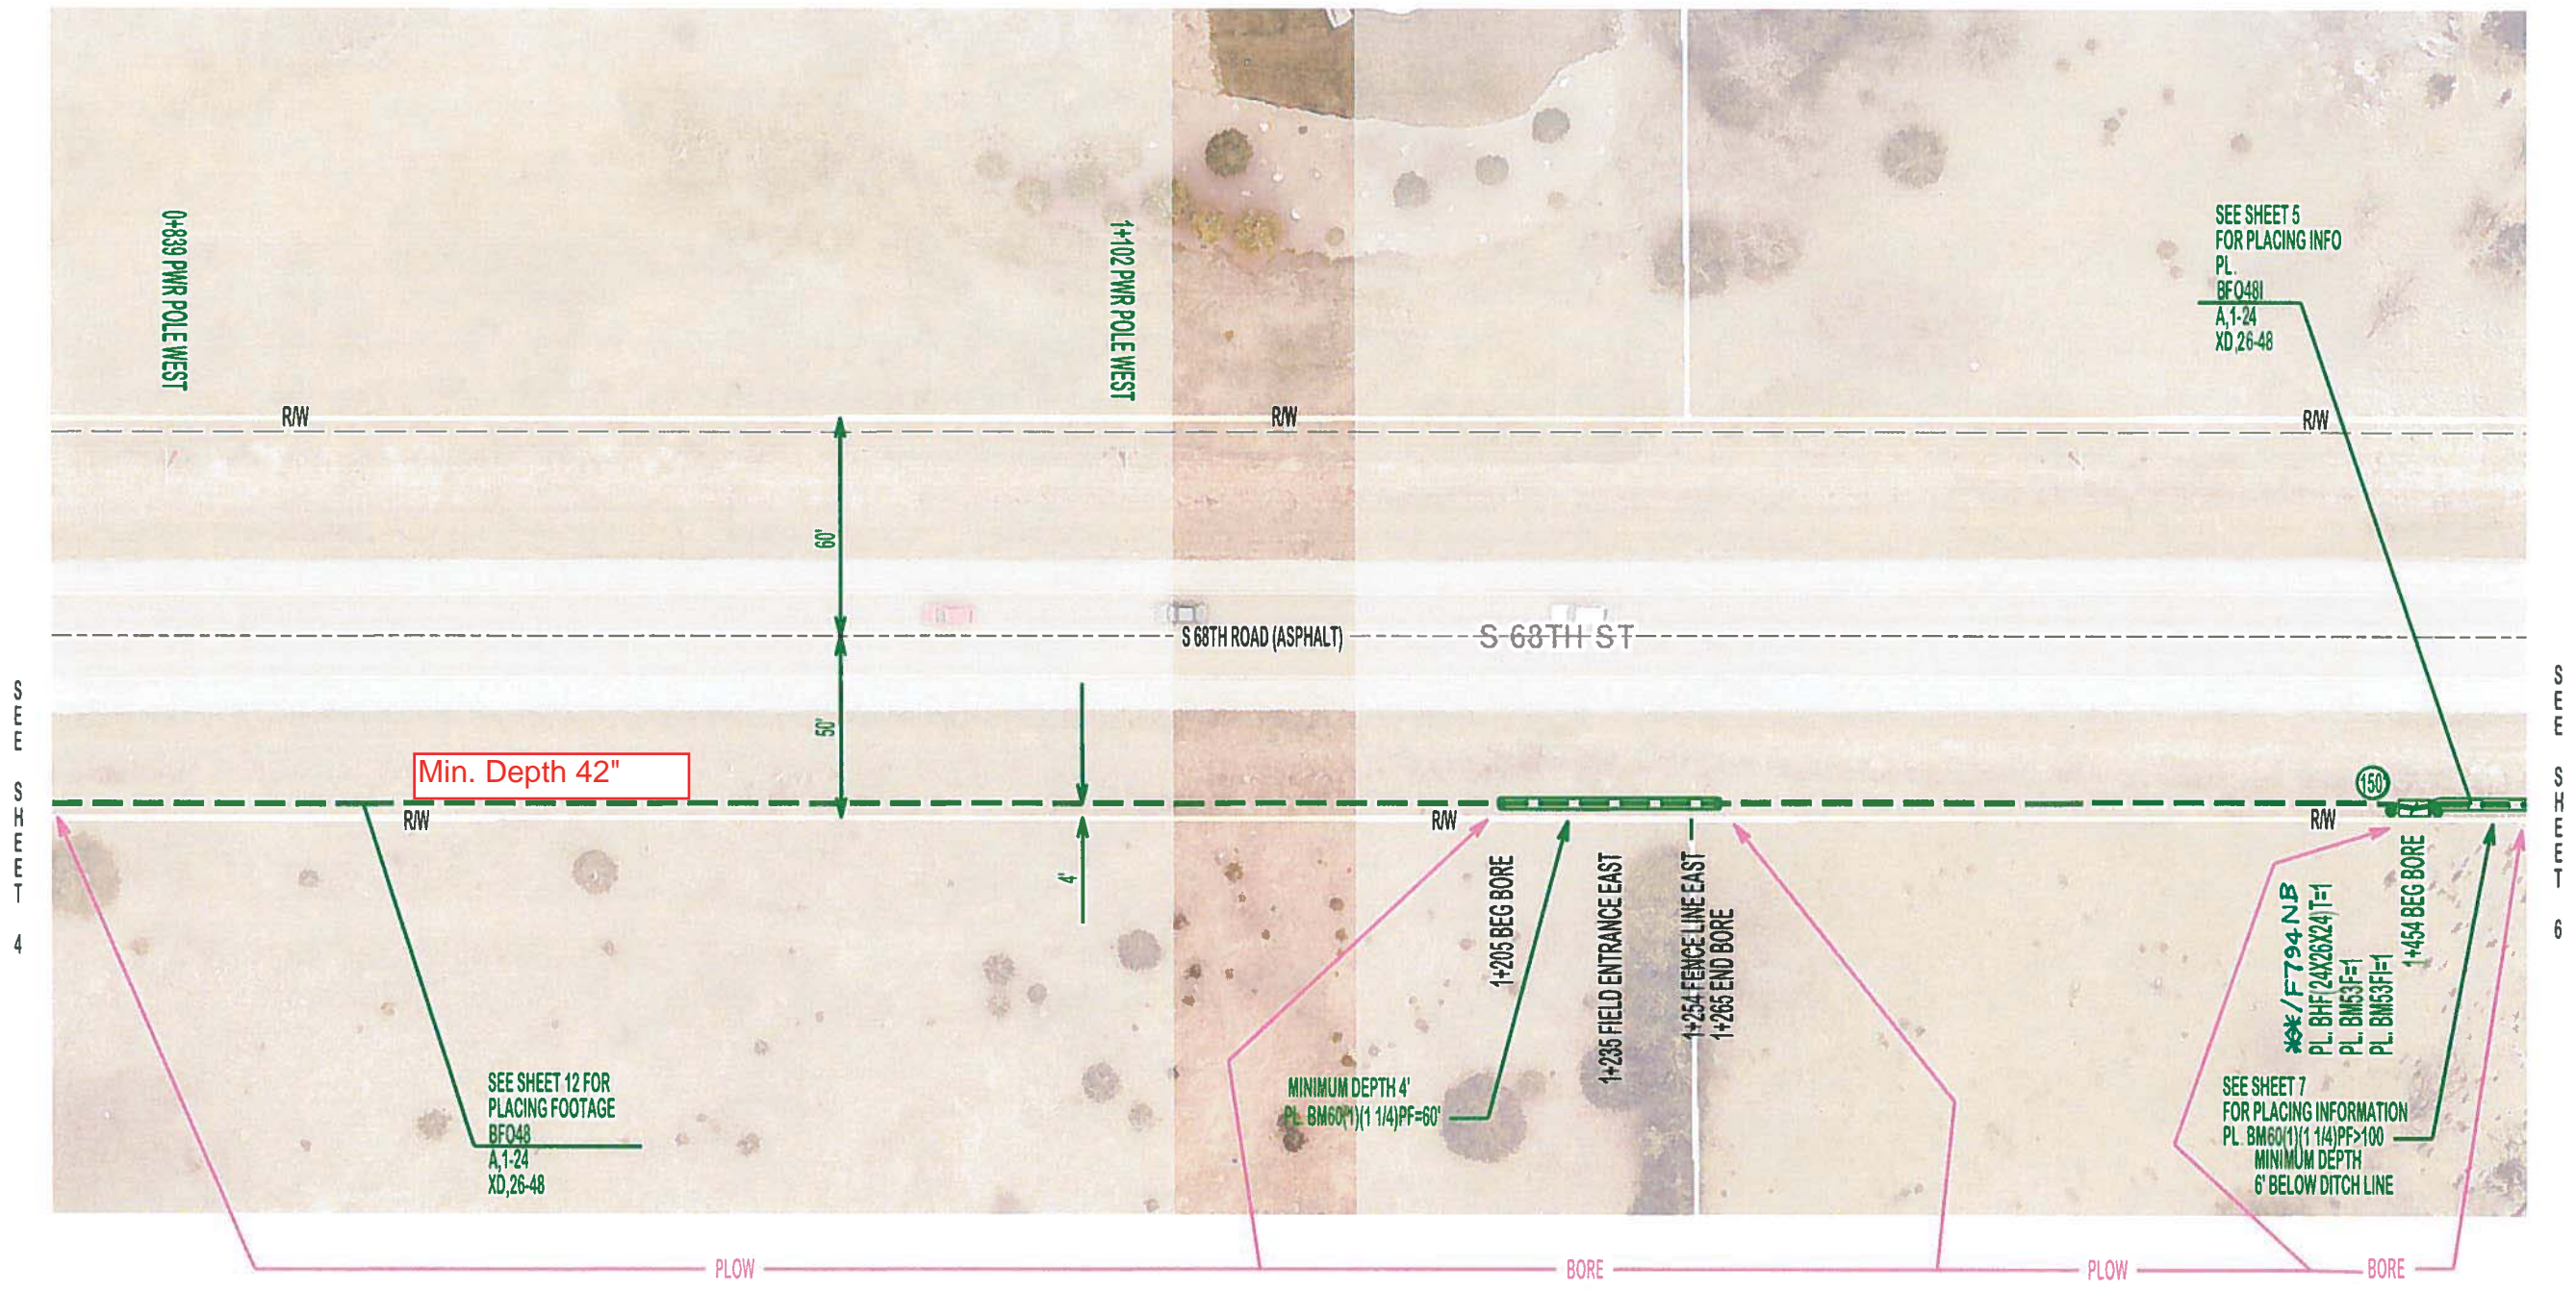 SEE SHEET 5
FOR PLACING INFO
PL.
BFO48I
A,1-24
XD,26-48
0+839 PWR POLE WEST
1+102 PWR POLE WEST
R/W
R/W
R/W
60'
S 68TH ROAD (ASPHALT)
S 68TH ST
50'
SEE SHEET 4
SEE SHEET 6
Min. Depth 42"
150'
R/W
R/W
R/W
4'
1+205 BEG BORE
1+235 FIELD ENTRANCE EAST
1+254 FENCE LINE EAST
1+265 END BORE
/F794NB
PL. BHF(24X26X24)T=1
PL. BM53F=1
PL. BM53FI=1
1+454 BEG BORE
SEE SHEET 12 FOR
PLACING FOOTAGE
BFO48
A,1-24
XD,26-48
MINIMUM DEPTH 4'
PL. BM60(1)(1 1/4)PF=60'
SEE SHEET 7
FOR PLACING INFORMATION
PL. BM60(1)(1 1/4)PF>100
MINIMUM DEPTH
6' BELOW DITCH LINE
PLOW
BORE
PLOW
BORE